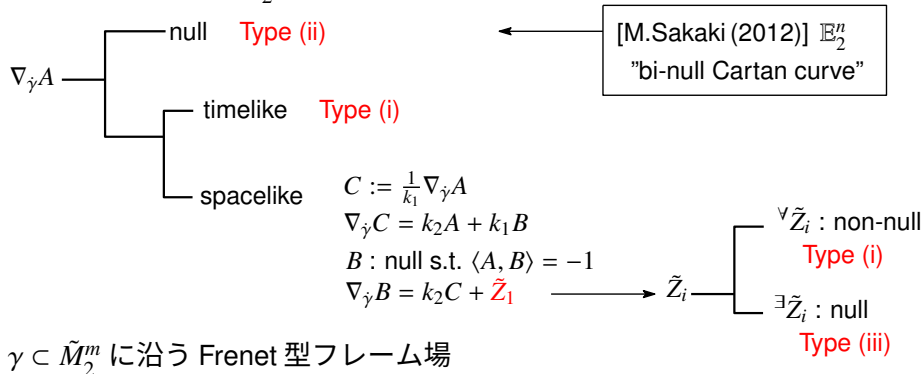 null Type (ii)
[M.Sakaki (2012)] 𝔼₂ⁿ
"bi-null Cartan curve"
∇_γ̇ A
timelike Type (i)
spacelike
C := 1/k₁ ∇_γ̇ A
∇_γ̇ C = k₂A + k₁B
B : null s.t. ⟨A, B⟩ = −1
∇_γ̇ B = k₂C + Z̃₁
Z̃ᵢ
∀Z̃ᵢ : non-null
Type (i)
∃Z̃ᵢ : null
Type (iii)
γ ⊂ M̃₂ᵐ に沿う Frenet 型フレーム場